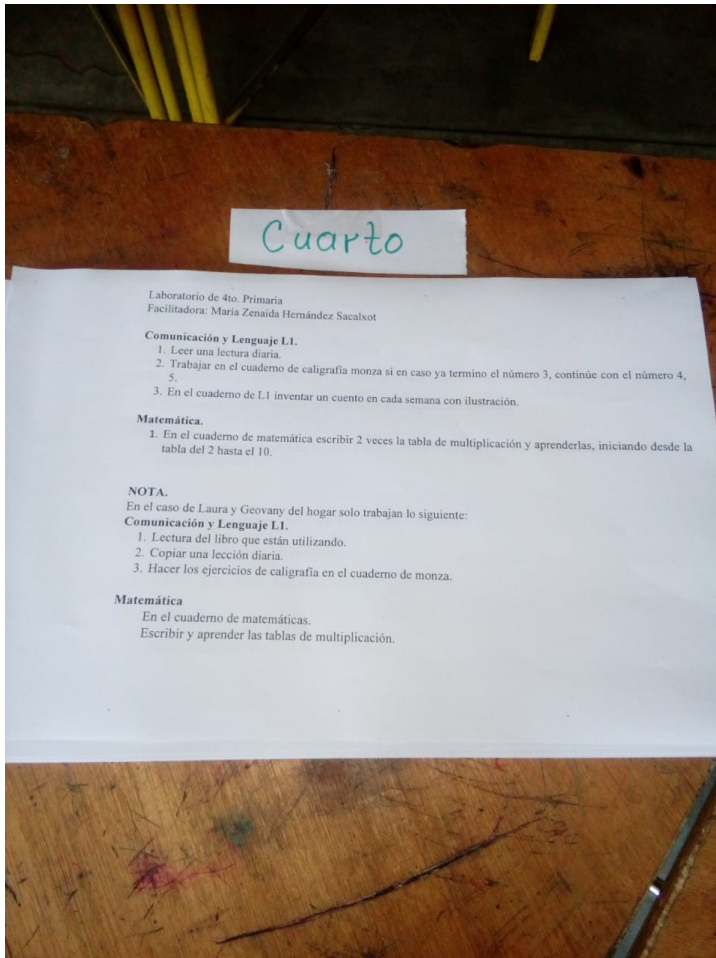 Cuarto
Laboratorio de 4to. Primaria
Facilitadora: María Zenaida Hernández Sacalxot
Comunicación y Lenguaje L1.
1. Leer una lectura diaria.
2. Trabajar en el cuaderno de caligrafía monza si en caso ya termino el número 3, continúe con el número 4,
5.
3. En el cuaderno de L1 inventar un cuento en cada semana con ilustración.
Matemática.
1. En el cuaderno de matemática escribir 2 veces la tabla de multiplicación y aprenderlas, iniciando desde la
tabla del 2 hasta el 10.
NOTA.
En el caso de Laura y Geovany del hogar solo trabajan lo siguiente:
Comunicación y Lenguaje L1.
1. Lectura del libro que están utilizando.
2. Copiar una lección diaria.
3. Hacer los ejercicios de caligrafía en el cuaderno de monza.
Matemática
En el cuaderno de matemáticas.
Escribir y aprender las tablas de multiplicación.